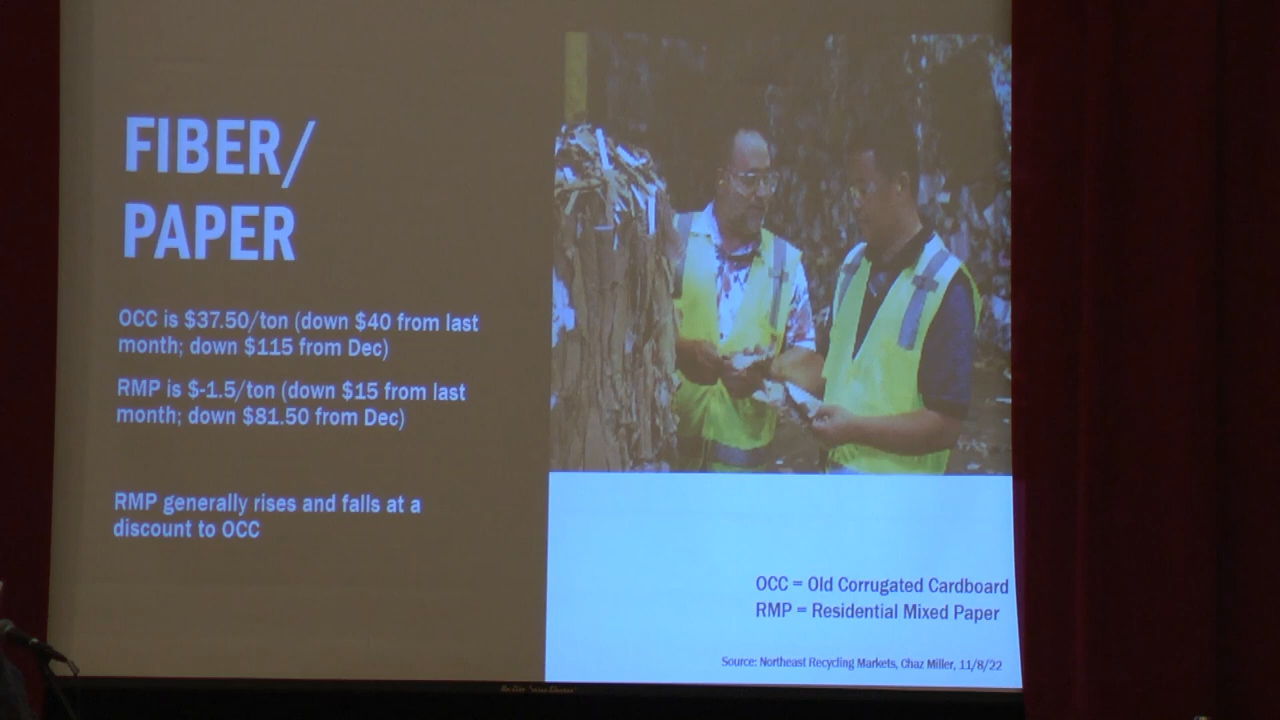 FIBER/
PAPER
OCC is $37.50/ton (down $40 from last
month; down $115 from Dec)
RMP is $-1.5/ton (down $15 from last
month; down $81.50 from Dec)
RMP generally rises and falls at a
discount to OCC
OCC = Old Corrugated Cardboard
RMP = Residential Mixed Paper
Source: Northeast Recycling Markets, Chaz Miller, 11/8/22